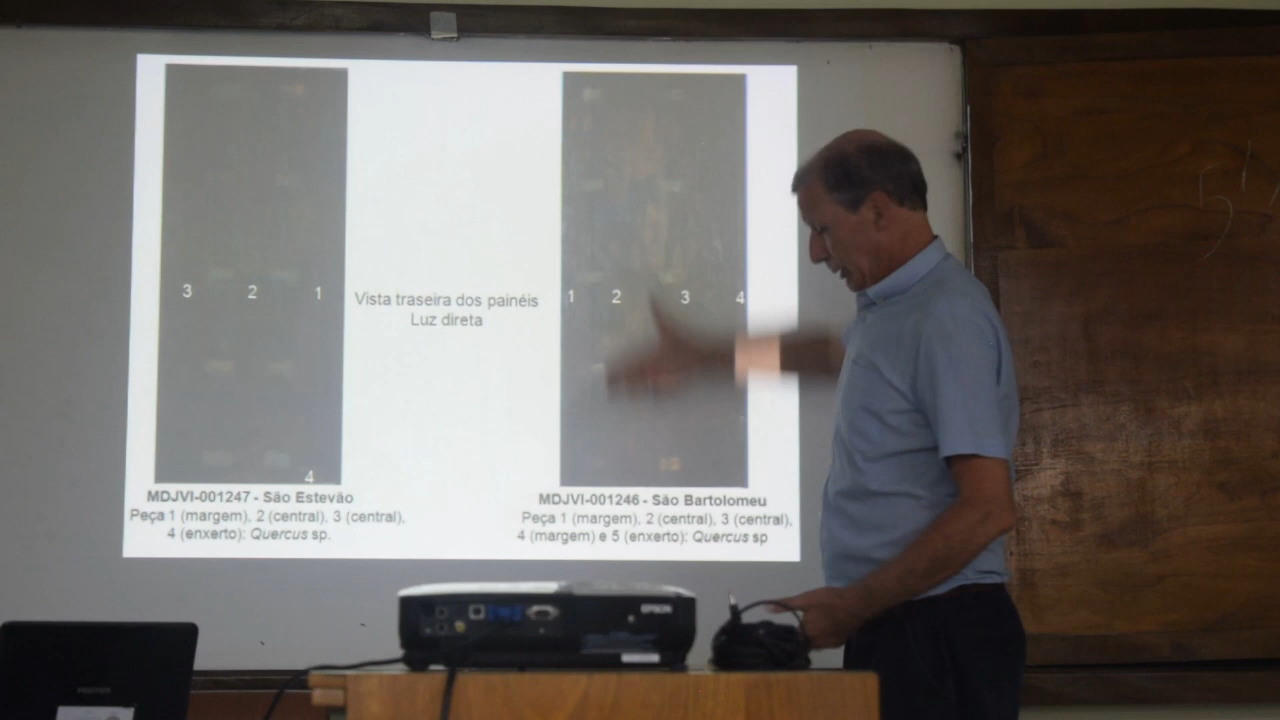 3 2 1
4
Vista traseira dos painéis
Luz direta
1 2 3 4
MDJVI-001247 - São Estevão
Peça 1 (margem), 2 (central), 3 (central),
4 (enxerto): Quercus sp.
MDJVI-001246 - São Bartolomeu
Peça 1 (margem), 2 (central), 3 (central),
4 (margem) e 5 (enxerto): Quercus sp
EPSON